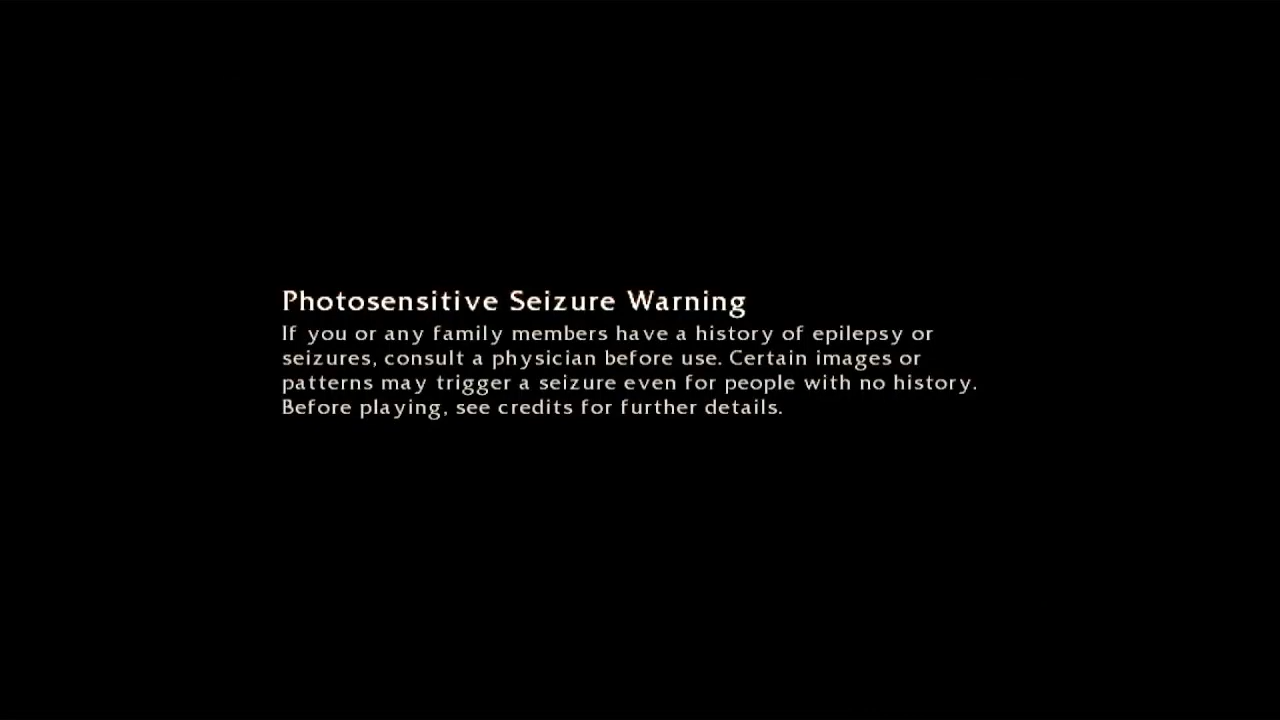 Photosensitive Seizure Warning
If you or any family members have a history of epilepsy or
seizures, consult a physician before use. Certain images or
patterns may trigger a seizure even for people with no history.
Before playing, see credits for further details.